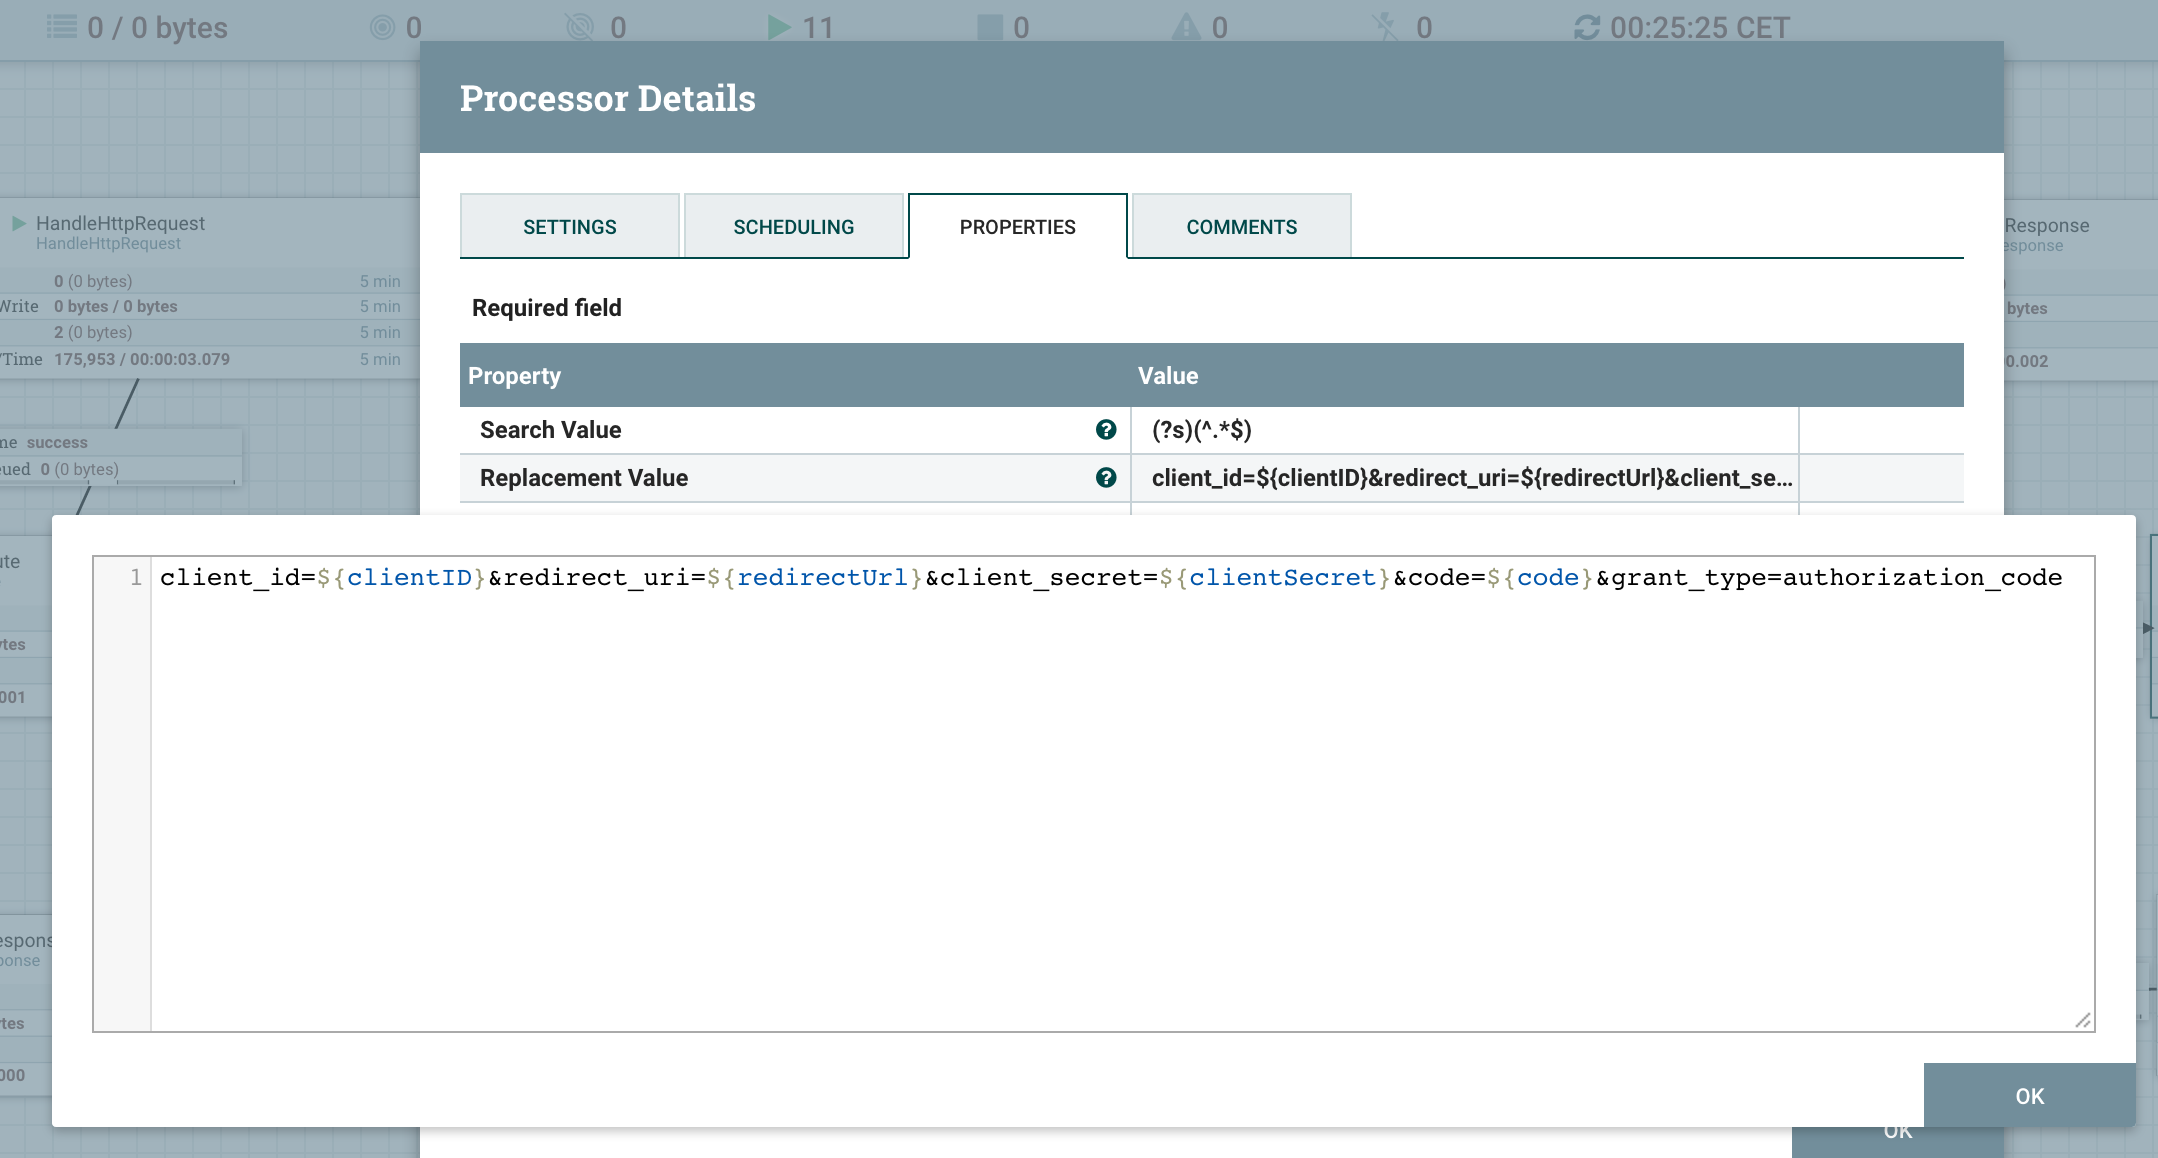 0 / 0 bytes 0 0 11 0 0 0 00:25:25 CET
Processor Details
SETTINGS SCHEDULING PROPERTIES COMMENTS
Required field
Property Value
Search Value (?s)(^.*$)
Replacement Value client_id=${clientID}&redirect_uri=${redirectUrl}&client_se...
HandleHttpRequest
HandleHttpRequest
0 (0 bytes) 5 min
Write 0 bytes / 0 bytes 5 min
2 (0 bytes) 5 min
/Time 175,953 / 00:00:03.079 5 min
me success
ued 0 (0 bytes)
Response
esponse
bytes
0.002
1 client_id=${clientID}&redirect_uri=${redirectUrl}&client_secret=${clientSecret}&code=${code}&grant_type=authorization_code
ute
ytes
001
espons
ponse
ytes
000
OK
OK